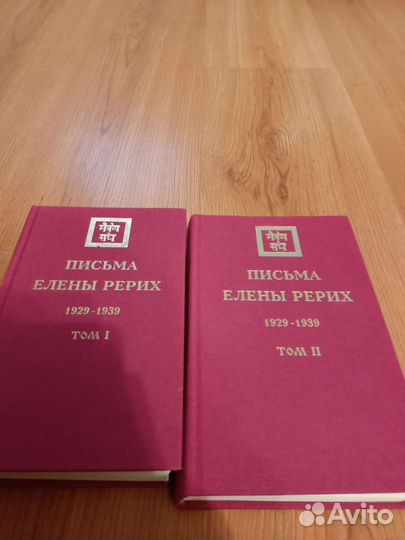 मैत्रेय
संघ
ПИСЬМА
ЕЛЕНЫ РЕРИХ
1929-1939
ТОМ I
मैत्रेय
संघ
ПИСЬМА
ЕЛЕНЫ РЕРИХ
1929-1939
ТОМ II
Avito